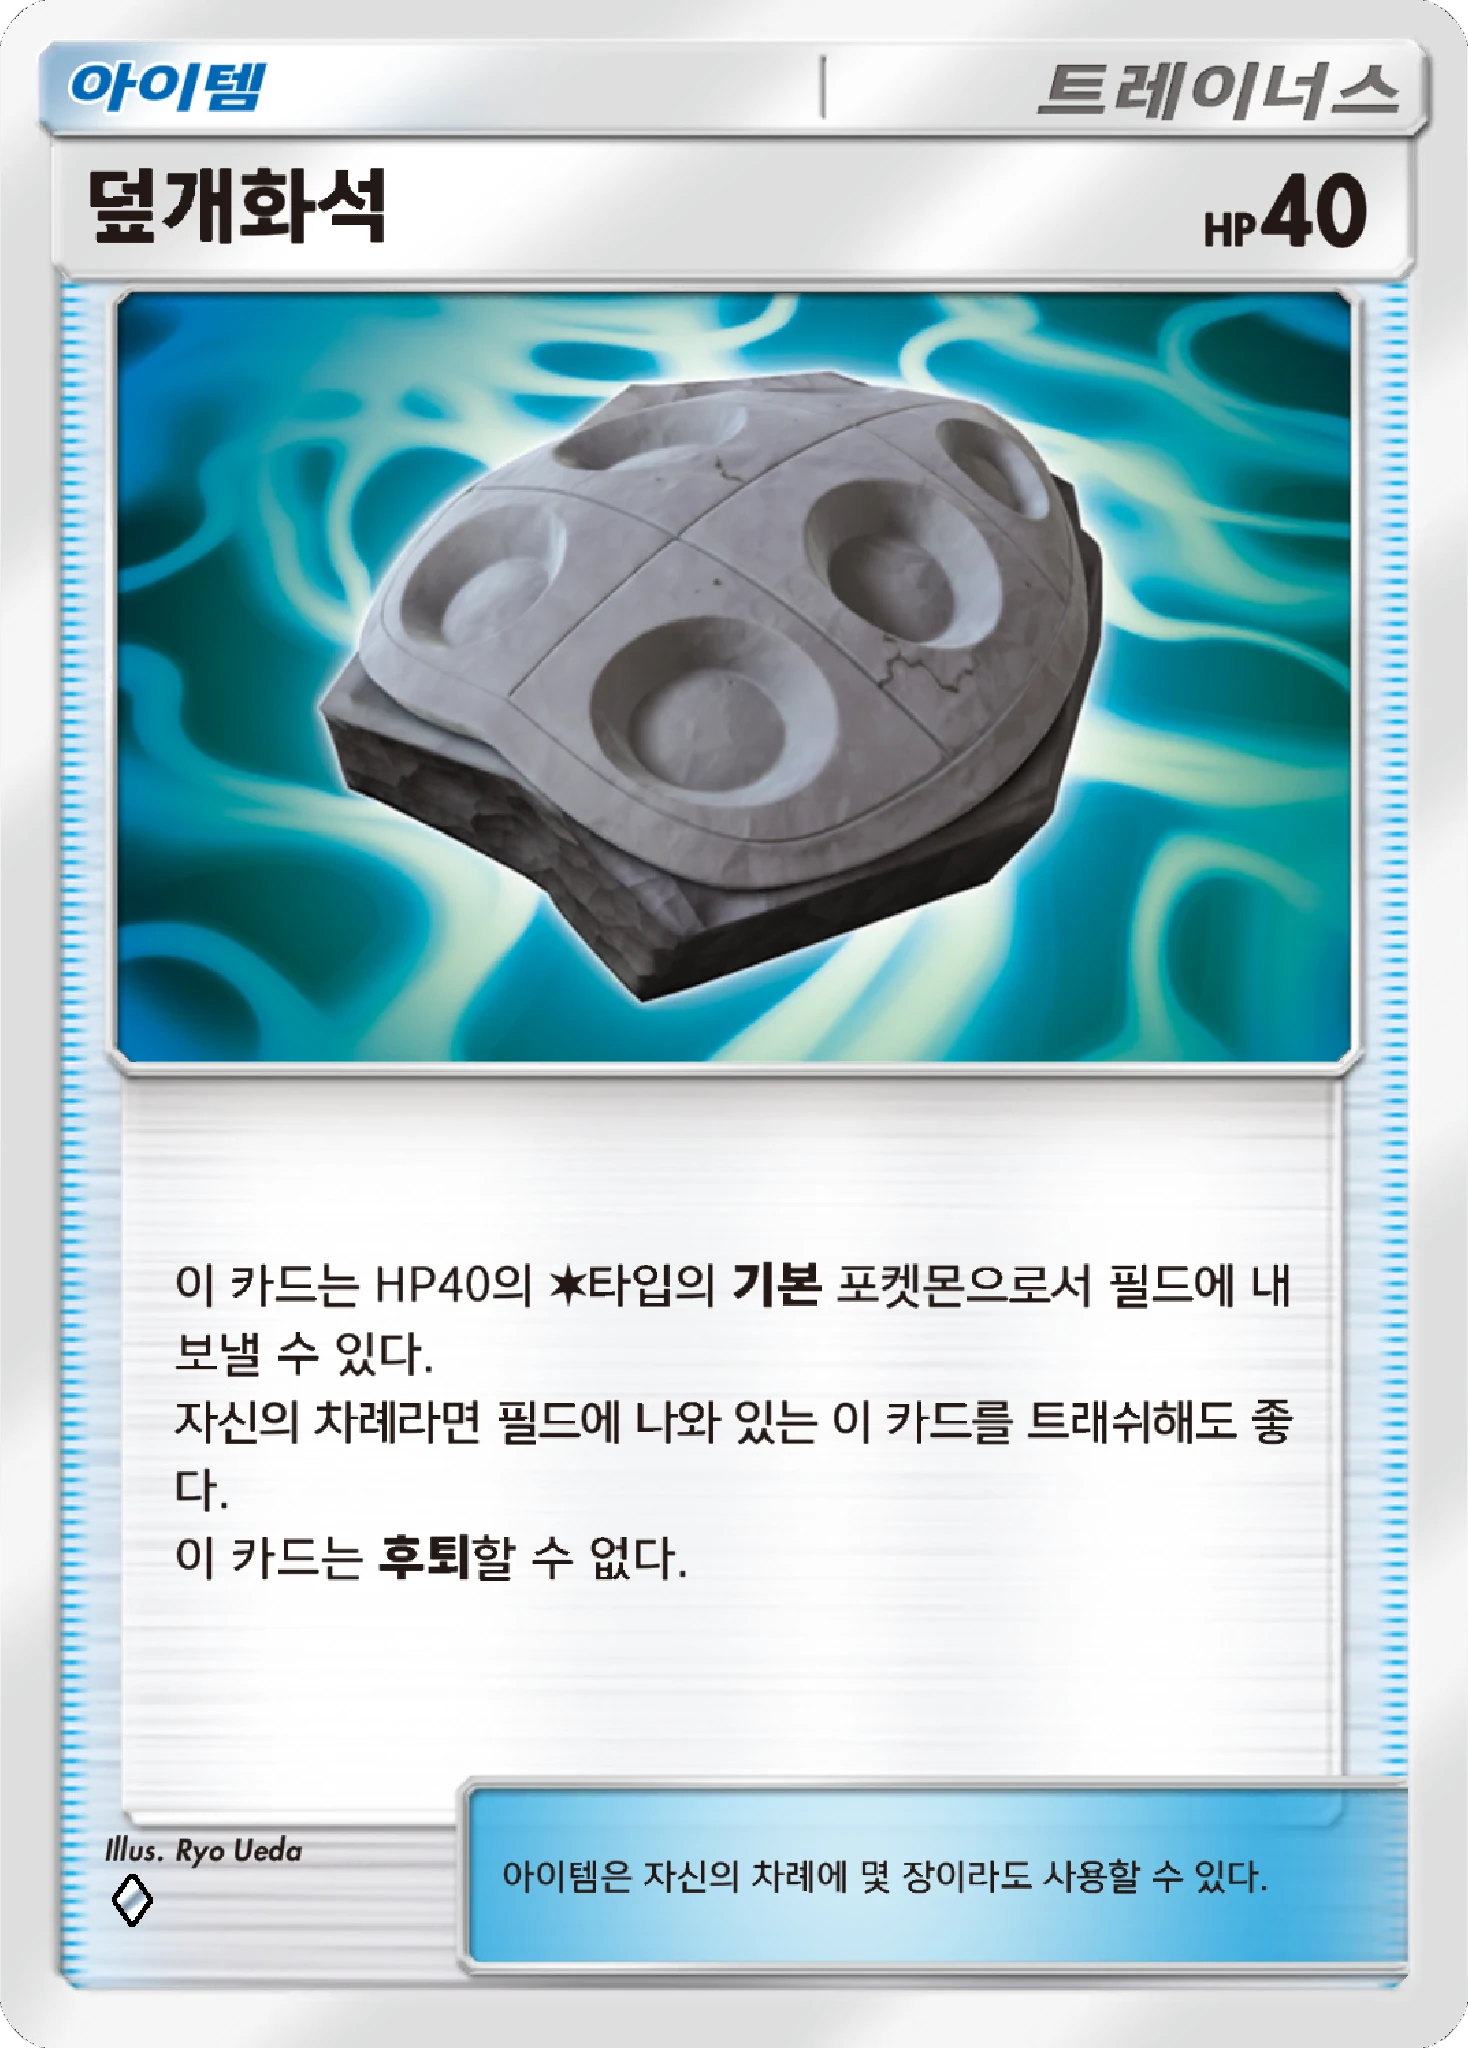 아이템
트레이너스
덮개화석
HP40
이 카드는 HP40의 ✶타입의 기본 포켓몬으로서 필드에 내
보낼 수 있다.
자신의 차례라면 필드에 나와 있는 이 카드를 트래쉬해도 좋
다.
이 카드는 후퇴할 수 없다.
Illus. Ryo Ueda
아이템은 자신의 차례에 몇 장이라도 사용할 수 있다.